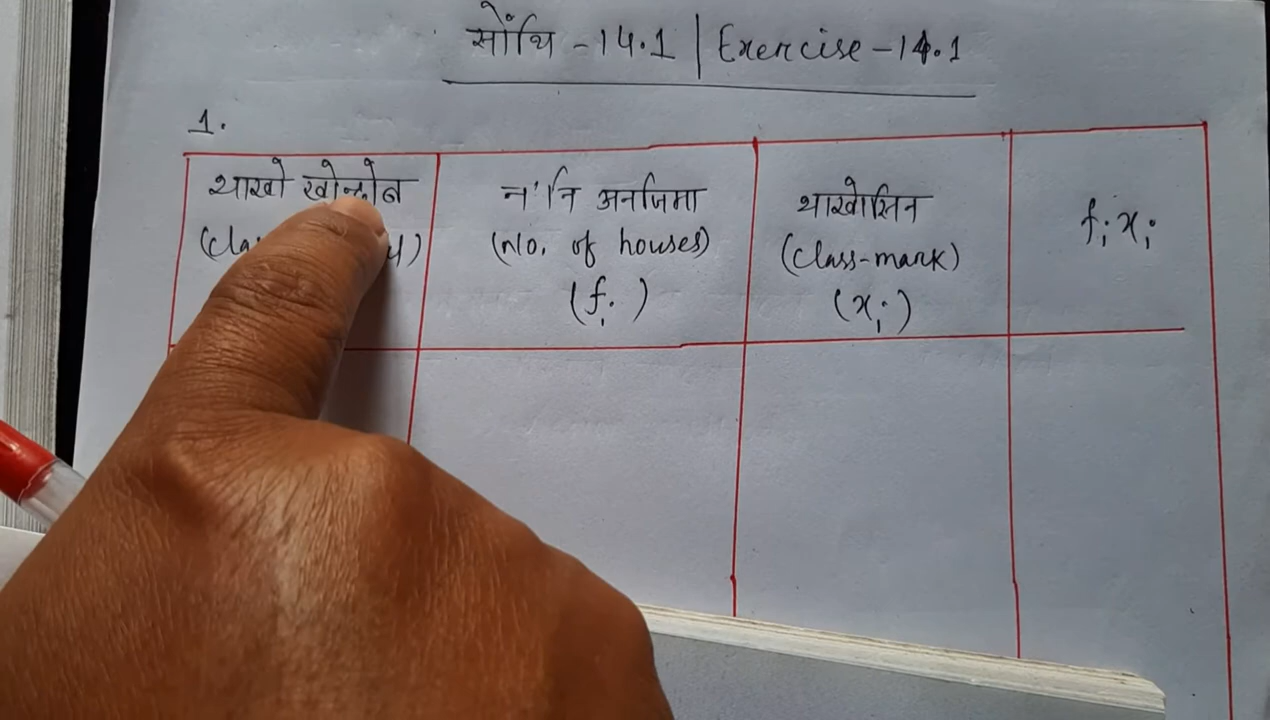 सोंथि - 14.1 | Exercise - 14.1
1.
थाखो
न'नि अनजिमा
(No. of houses)
(fi)
थाखोसिन
(class-mark)
(xi)
fixi